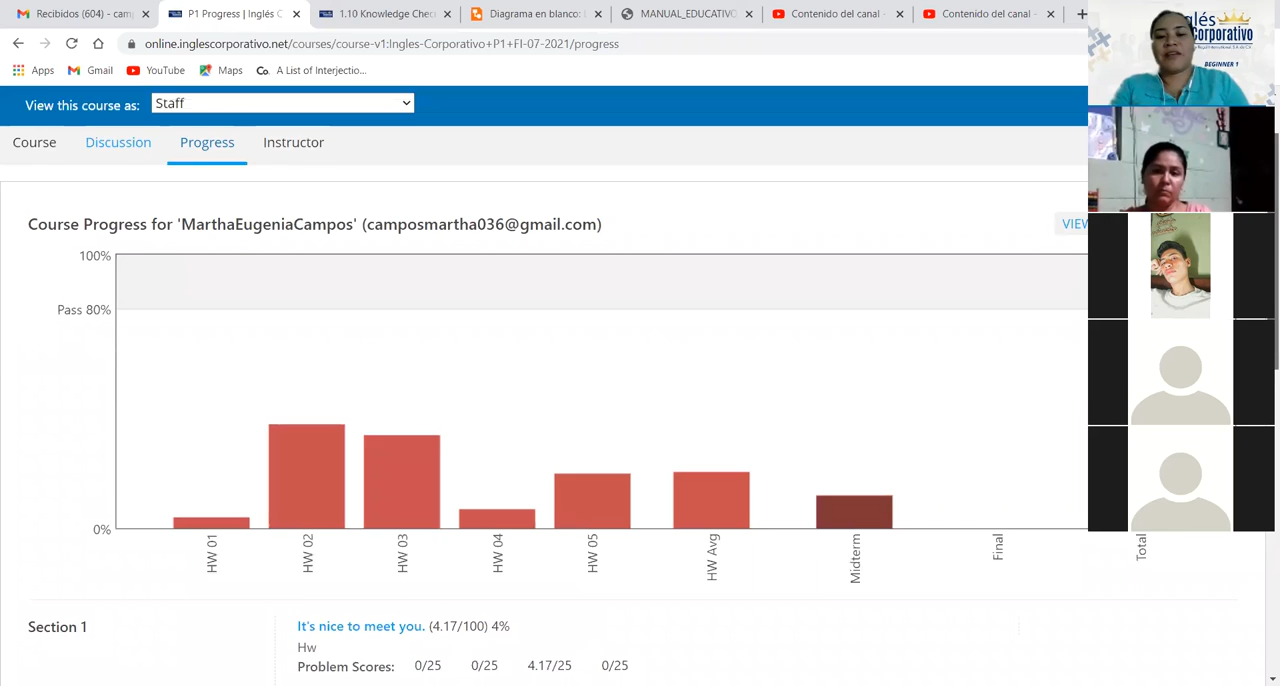 Recibidos (604) - cam
P1 Progress | Inglés C
1.10 Knowledge Chec
Diagrama en blanco:
MANUAL_EDUCATIVO
Contenido del canal -
Contenido del canal -
online.inglescorporativo.net/courses/course-v1:Ingles-Corporativo+P1+FI-07-2021/progress
Apps
Gmail
YouTube
Maps
Co. A List of Interjectio...
nglés
Corporativo
BEGINNER 1
View this course as:
Staff
Course
Discussion
Progress
Instructor
Course Progress for 'MarthaEugeniaCampos' (camposmartha036@gmail.com)
VIEW
100%
Pass 80%
0%
HW 01
HW 02
HW 03
HW 04
HW 05
HW Avg
Midterm
Final
Total
Section 1
It's nice to meet you. (4.17/100) 4%
Hw
Problem Scores: 0/25 0/25 4.17/25 0/25